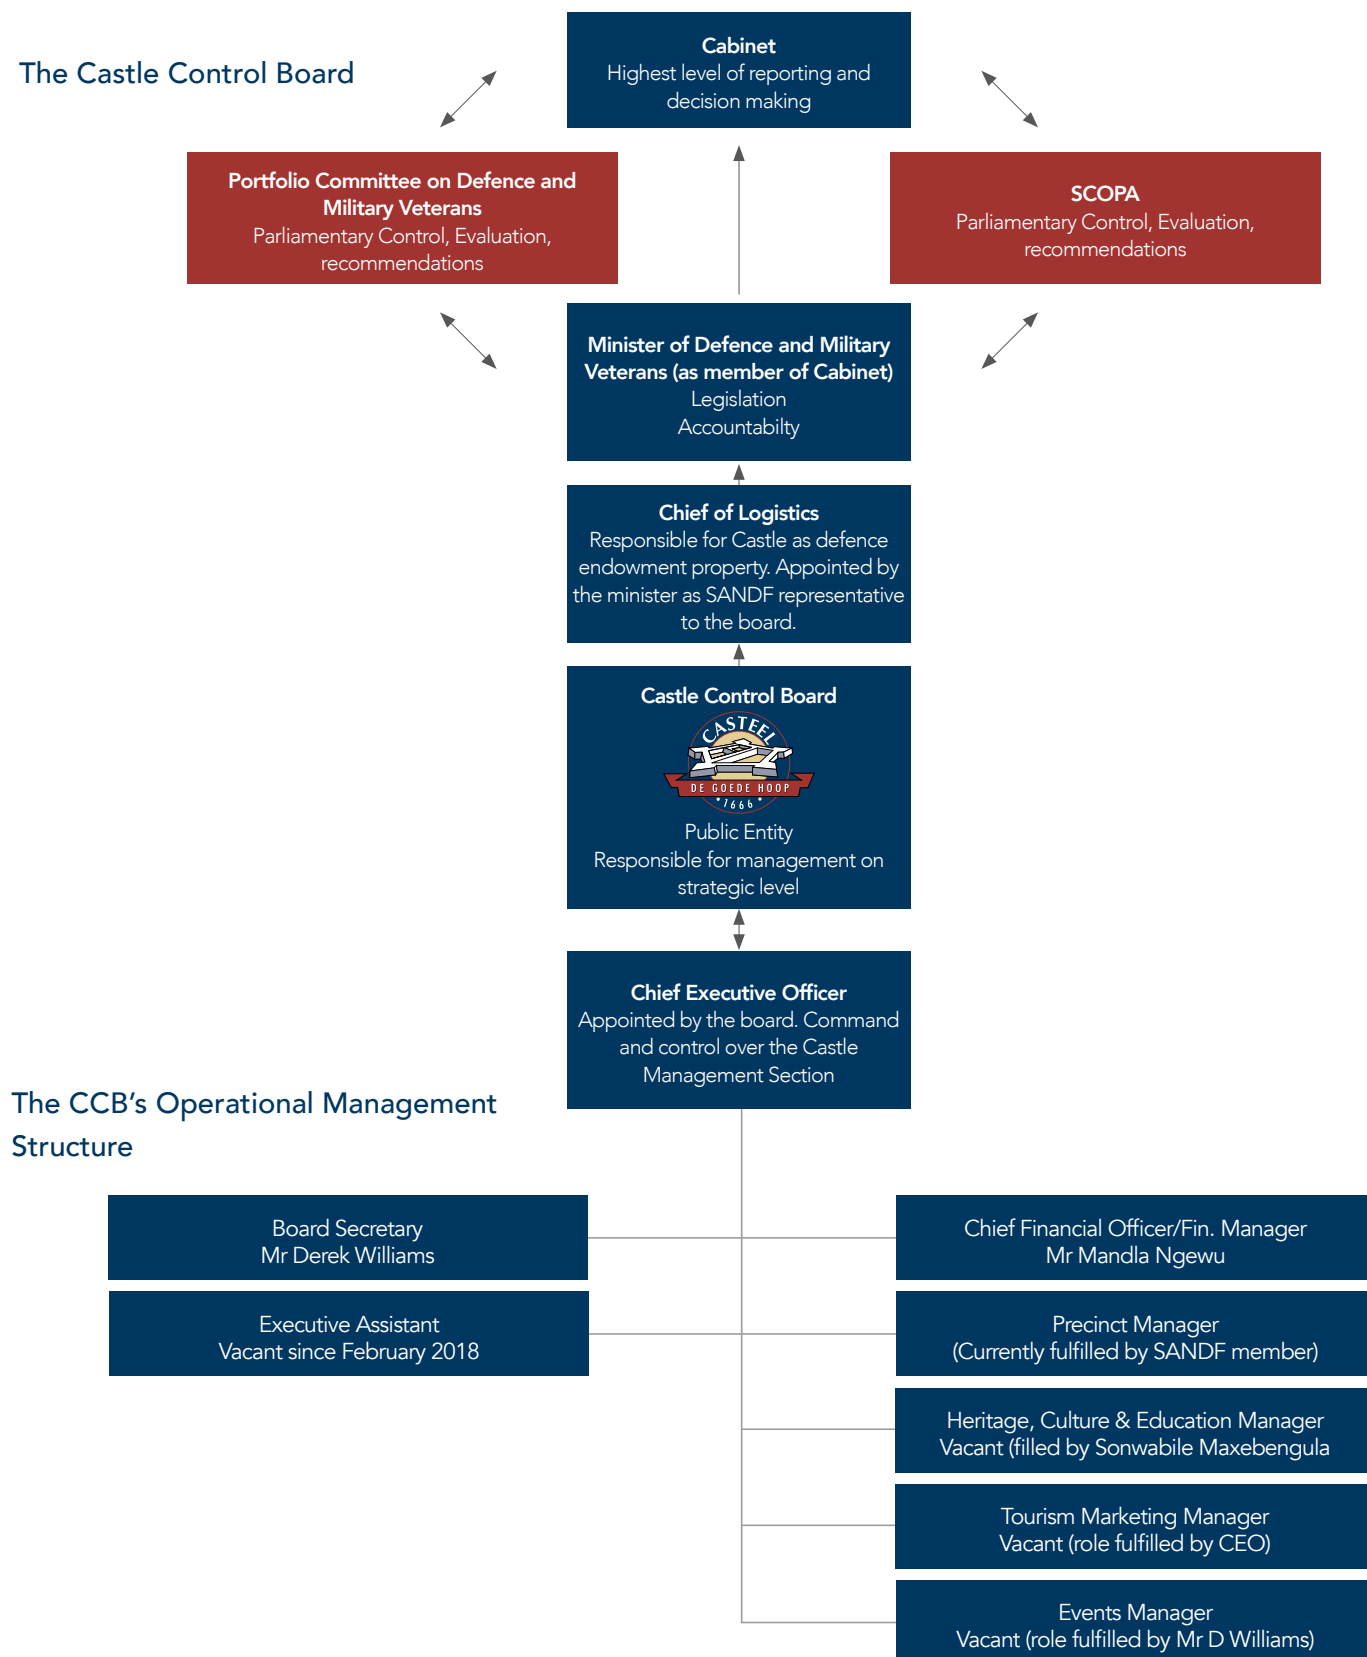 The Castle Control Board
Cabinet
Highest level of reporting and
decision making
Portfolio Committee on Defence and
Military Veterans
Parliamentary Control, Evaluation,
recommendations
SCOPA
Parliamentary Control, Evaluation,
recommendations
Minister of Defence and Military
Veterans (as member of Cabinet)
Legislation
Accountabilty
Chief of Logistics
Responsible for Castle as defence
endowment property. Appointed by
the minister as SANDF representative
to the board.
Castle Control Board
CASTEEL
DE GOEDE HOOP
• 1666 •
Public Entity
Responsible for management on
strategic level
Chief Executive Officer
Appointed by the board. Command
and control over the Castle
Management Section
The CCB's Operational Management
Structure
Board Secretary
Mr Derek Williams
Executive Assistant
Vacant since February 2018
Chief Financial Officer/Fin. Manager
Mr Mandla Ngewu
Precinct Manager
(Currently fulfilled by SANDF member)
Heritage, Culture & Education Manager
Vacant (filled by Sonwabile Maxebengula
Tourism Marketing Manager
Vacant (role fulfilled by CEO)
Events Manager
Vacant (role fulfilled by Mr D Williams)